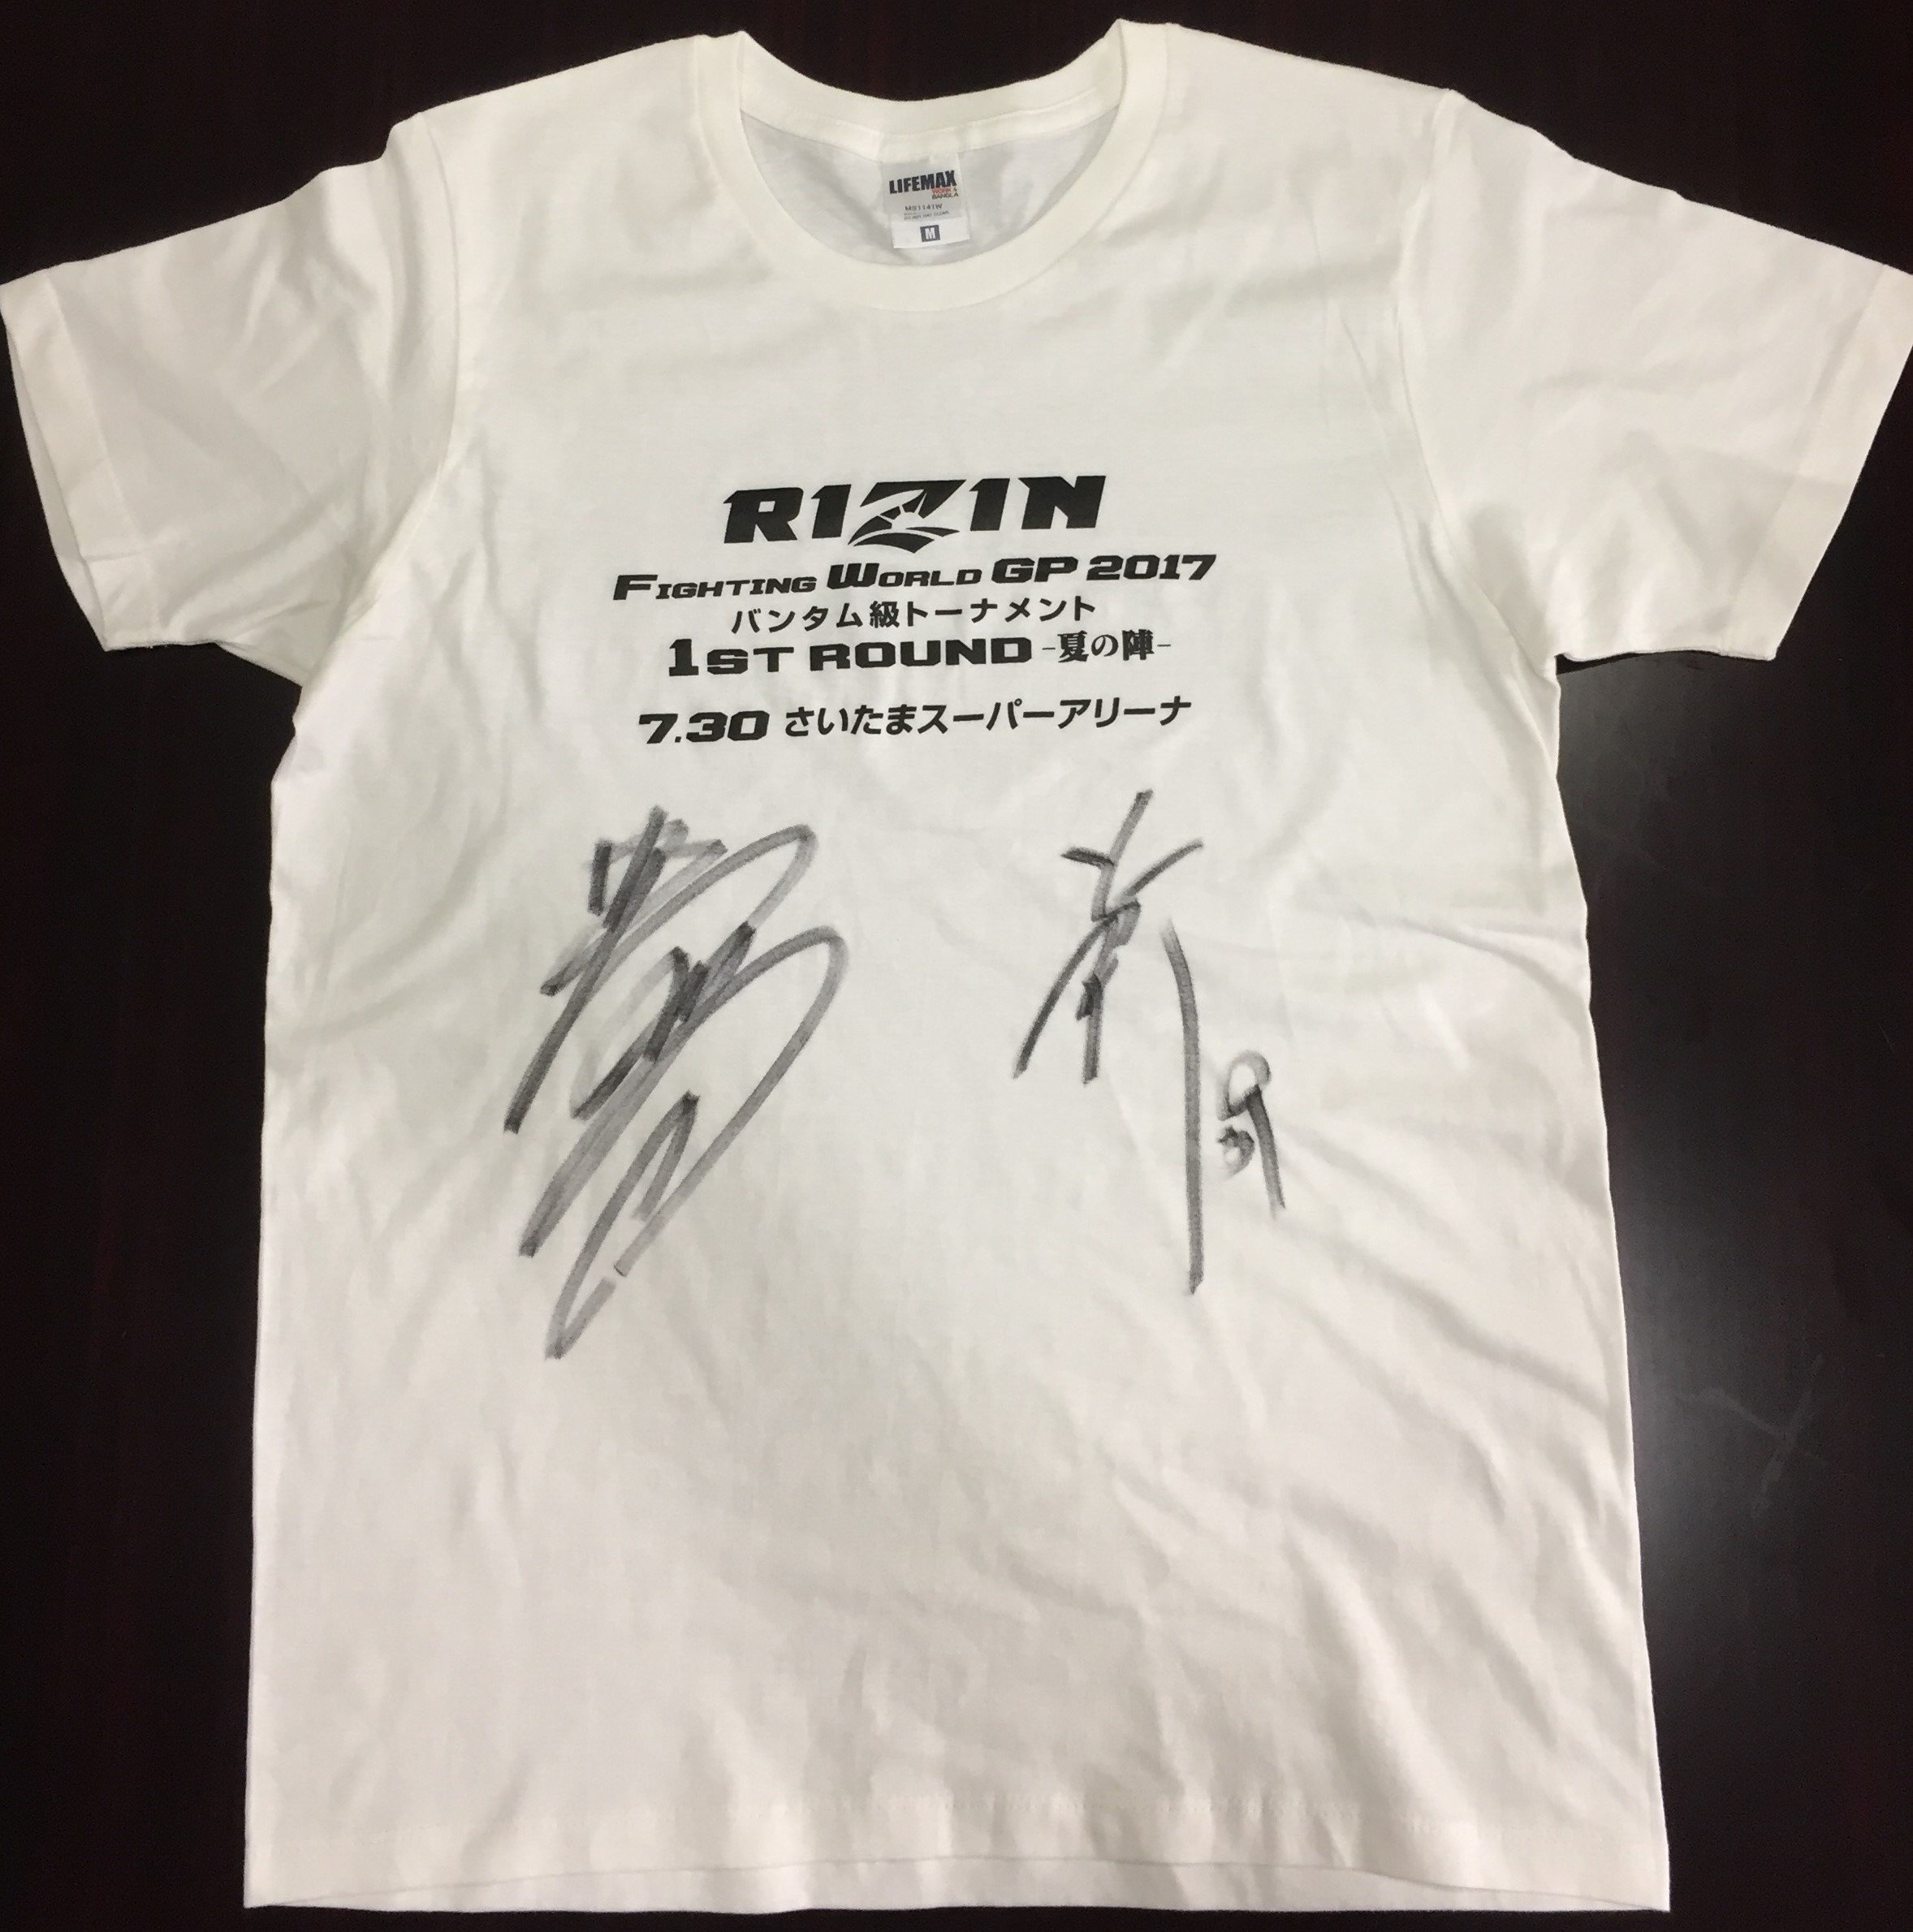 LIFEMAX
MS1141W
M
RIZIN
FIGHTING WORLD GP 2017
バンタム級トーナメント
1ST ROUND -夏の陣-
7.30 さいたまスーパーアリーナ